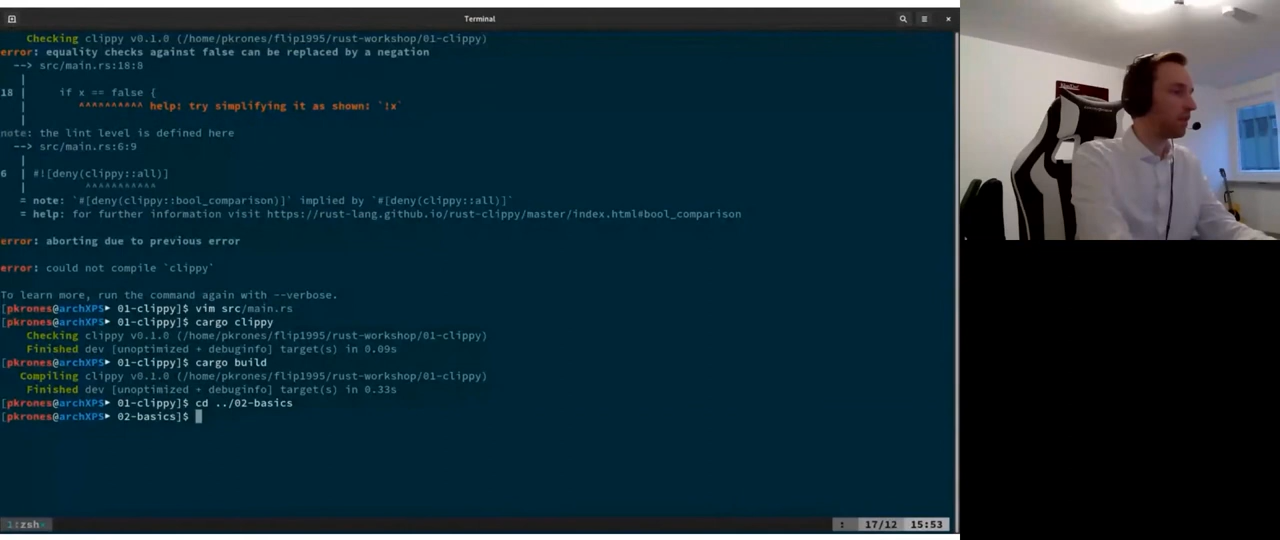 Terminal
Checking clippy v0.1.0 (/home/pkrones/flip1995/rust-workshop/01-clippy)
error: equality checks against false can be replaced by a negation
--> src/main.rs:18:8
|
18 |     if x == false {
|        ^^^^^^^^^^ help: try simplifying it as shown: `!x`
|
note: the lint level is defined here
--> src/main.rs:6:9
|
6 | #![deny(clippy::all)]
|         ^^^^^^^^^^^
= note: `#[deny(clippy::bool_comparison)]` implied by `#[deny(clippy::all)]`
= help: for further information visit https://rust-lang.github.io/rust-clippy/master/index.html#bool_comparison
error: aborting due to previous error
error: could not compile `clippy`
To learn more, run the command again with --verbose.
[pkrones@archXPS► 01-clippy]$ vim src/main.rs
[pkrones@archXPS► 01-clippy]$ cargo clippy
Checking clippy v0.1.0 (/home/pkrones/flip1995/rust-workshop/01-clippy)
Finished dev [unoptimized + debuginfo] target(s) in 0.09s
[pkrones@archXPS► 01-clippy]$ cargo build
Compiling clippy v0.1.0 (/home/pkrones/flip1995/rust-workshop/01-clippy)
Finished dev [unoptimized + debuginfo] target(s) in 0.33s
[pkrones@archXPS► 01-clippy]$ cd ../02-basics
[pkrones@archXPS► 02-basics]$
1:zsh* : 17/12 15:53